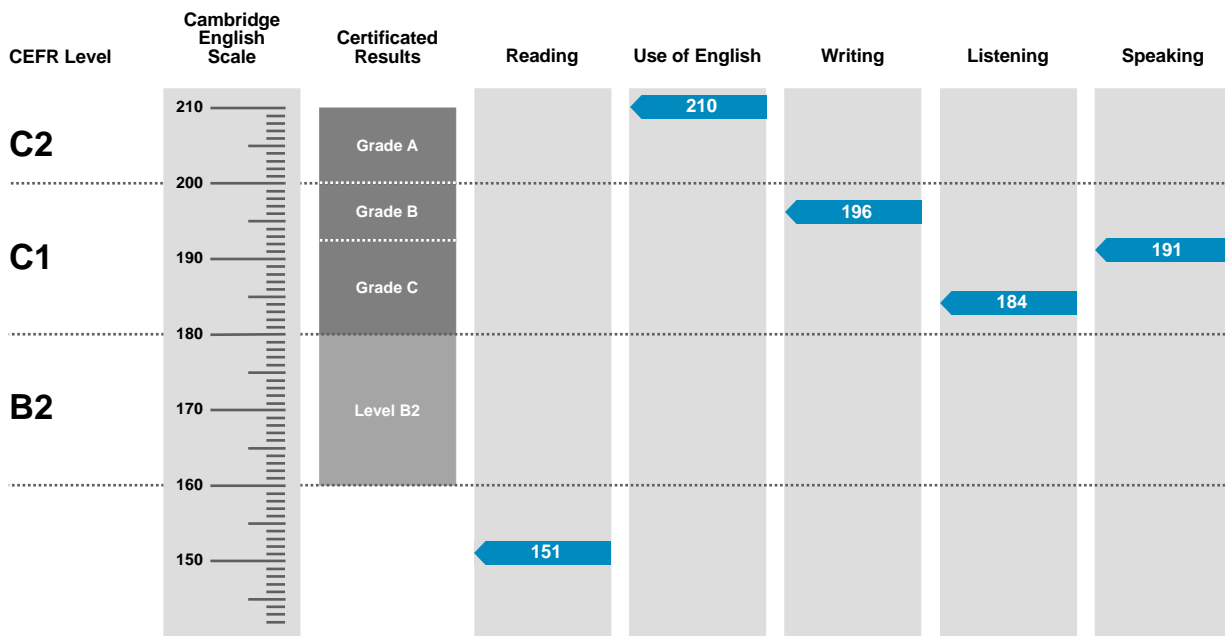 CEFR Level
Cambridge
English
Scale
Certificated
Results
Reading
Use of English
Writing
Listening
Speaking
210
210
C2
Grade A
200
Grade B
196
C1
190
191
Grade C
184
180
B2
170
Level B2
160
151
150